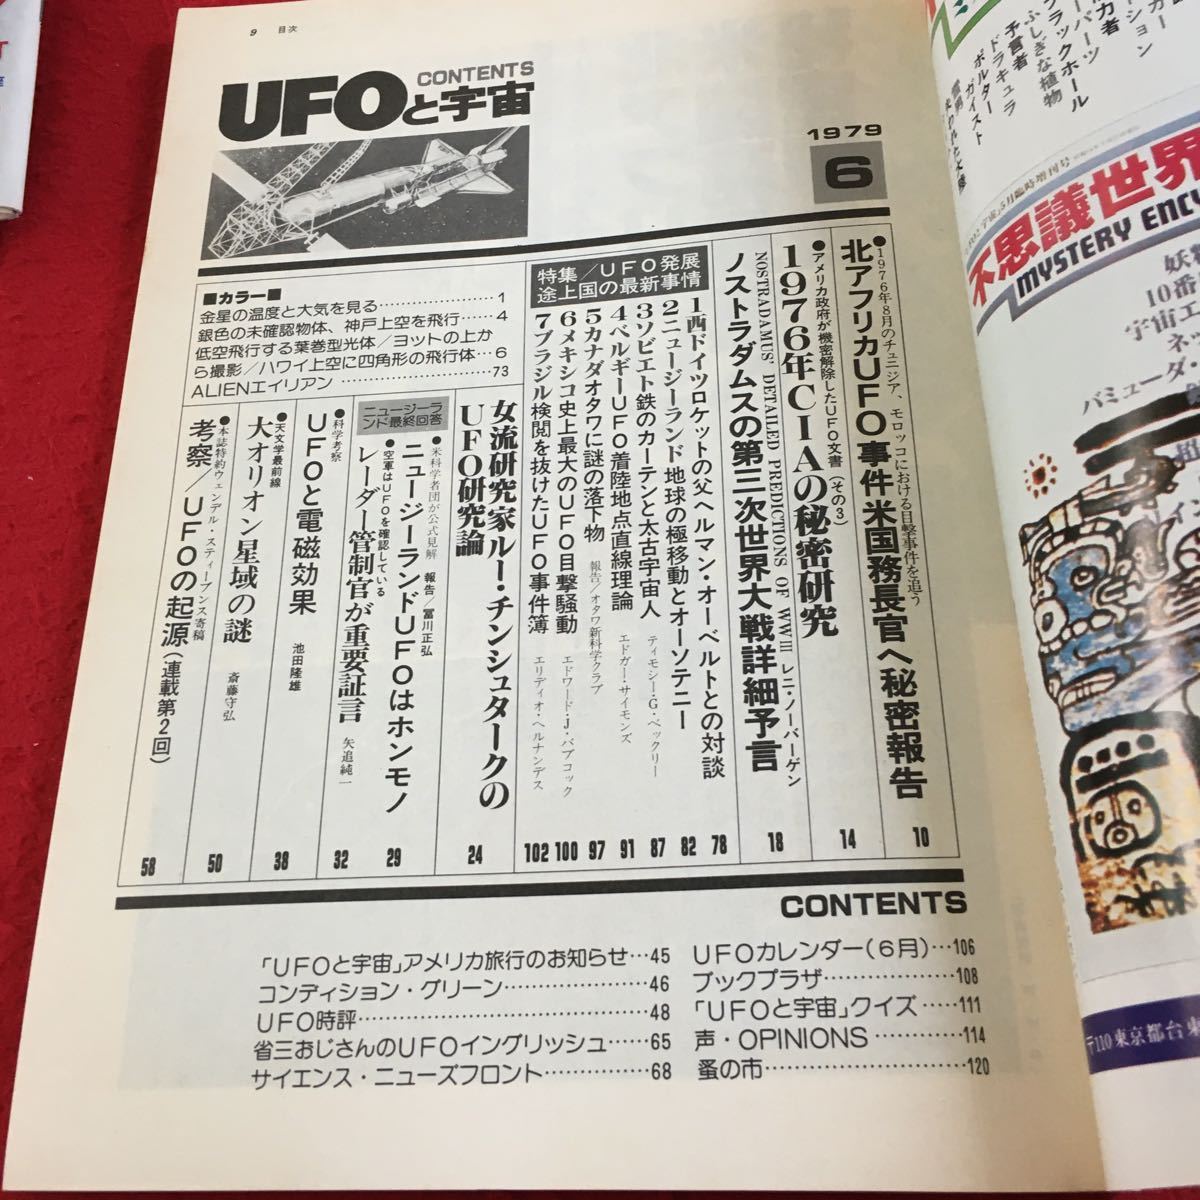 9 目次
CONTENTS
UFOと宇宙
1979
6
●1976年8月のチュニジア、モロッコにおける目撃事件を追う
北アフリカUFO事件米国務長官へ秘密報告
10
●アメリカ政府が機密解除したUFO文書(その3)
1976年CIAの秘密研究
14
NOSTRADAMUS' DETAILED PREDICTIONS OF WWIII レニ・ノーバーゲン
ノストラダムスの第三次世界大戦詳細予言
18
特集/UFO発展
途上国の最新事情
1西ドイツロケットの父ヘルマン・オーベルトとの対談
78
2ニュージーランド地球の極移動とオーソテニー
82
3ソビエト鉄のカーテンと太古宇宙人 ティモシー・G・ベックリー
87
4ベルギーUFO着陸地点直線理論 エドガー・サイモンズ
91
5カナダオタワに謎の落下物 報告/オタワ新科学クラブ
97
6メキシコ史上最大のUFO目撃騒動 エドワード・J・バブコック
100
7ブラジル検閲を抜けたUFO事件簿 エリディオ・ヘルナンデス
102
■カラー■
金星の温度と大気を見る……1
銀色の未確認物体、神戸上空を飛行……4
低空飛行する葉巻型光体/ヨットの上か
ら撮影/ハワイ上空に四角形の飛行体…6
ALIENエイリアン……73
女流研究家ルー・チンシュタークの
UFO研究論
24
ニュージーラ
ンド最終回答
●米科学者団が公式見解 報告/冨川正弘
ニュージーランドUFOはホンモノ
29
●空軍はUFOを確認している
レーダー管制官が重要証言 矢追純一
32
●科学考察
UFOと電磁効果 池田隆雄
38
●天文学最前線
大オリオン星域の謎 斎藤守弘
50
●本誌特約ウェンデル・スティーブンス寄稿
考察/UFOの起源(連載第2回)
58
CONTENTS
「UFOと宇宙」アメリカ旅行のお知らせ…45
コンディション・グリーン……46
UFO時評……48
省三おじさんのUFOイングリッシュ……65
サイエンス・ニューズフロント……68
UFOカレンダー(6月)…106
ブックプラザ……108
「UFOと宇宙」クイズ……111
声・OPINIONS……114
蚤の市……120
ブラックホール
ふしぎな植物
予言者
ドラキュラ
ポルター
ガイスト
不思議世界
MYSTERY ENCY
10番
バミューダ・
〒110東京都台東